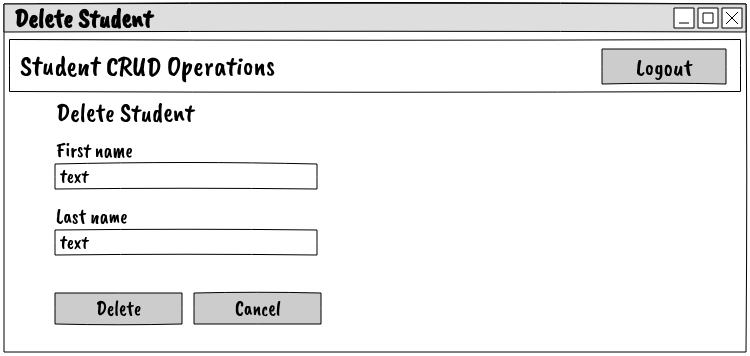 Delete Student
Student CRUD Operations
Logout
Delete Student
First name
text
Last name
text
Delete
Cancel